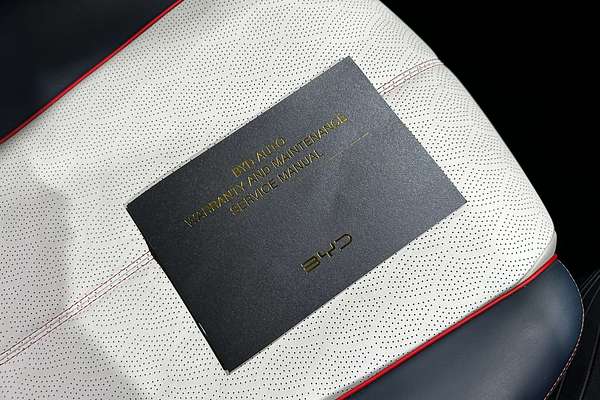 BYD AUTO
WARRANTY AND MAINTENANCE
SERVICE MANUAL
BYD